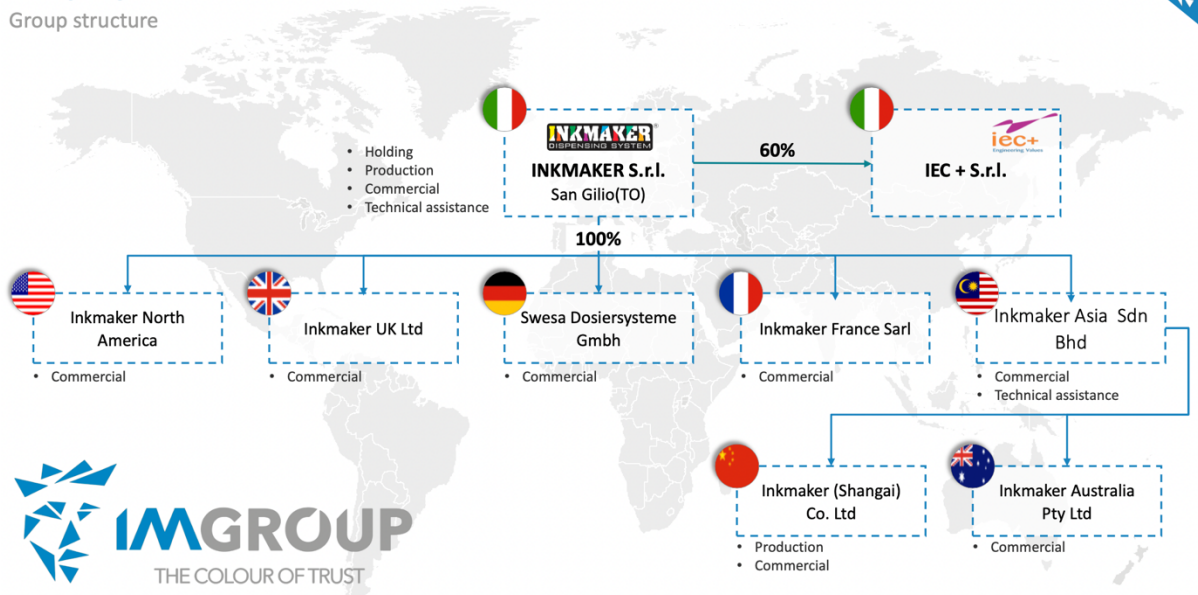 Group structure
INKMAKER
DISPENSING SYSTEM
INKMAKER S.r.l.
San Gilio(TO)
• Holding
• Production
• Commercial
• Technical assistance
60%
iec+
Engineering Values
IEC + S.r.l.
100%
Inkmaker North
America
• Commercial
Inkmaker UK Ltd
• Commercial
Swesa Dosiersysteme
Gmbh
• Commercial
Inkmaker France Sarl
• Commercial
Inkmaker Asia Sdn
Bhd
• Commercial
• Technical assistance
Inkmaker (Shangai)
Co. Ltd
• Production
• Commercial
Inkmaker Australia
Pty Ltd
• Commercial
IMGROUP
THE COLOUR OF TRUST